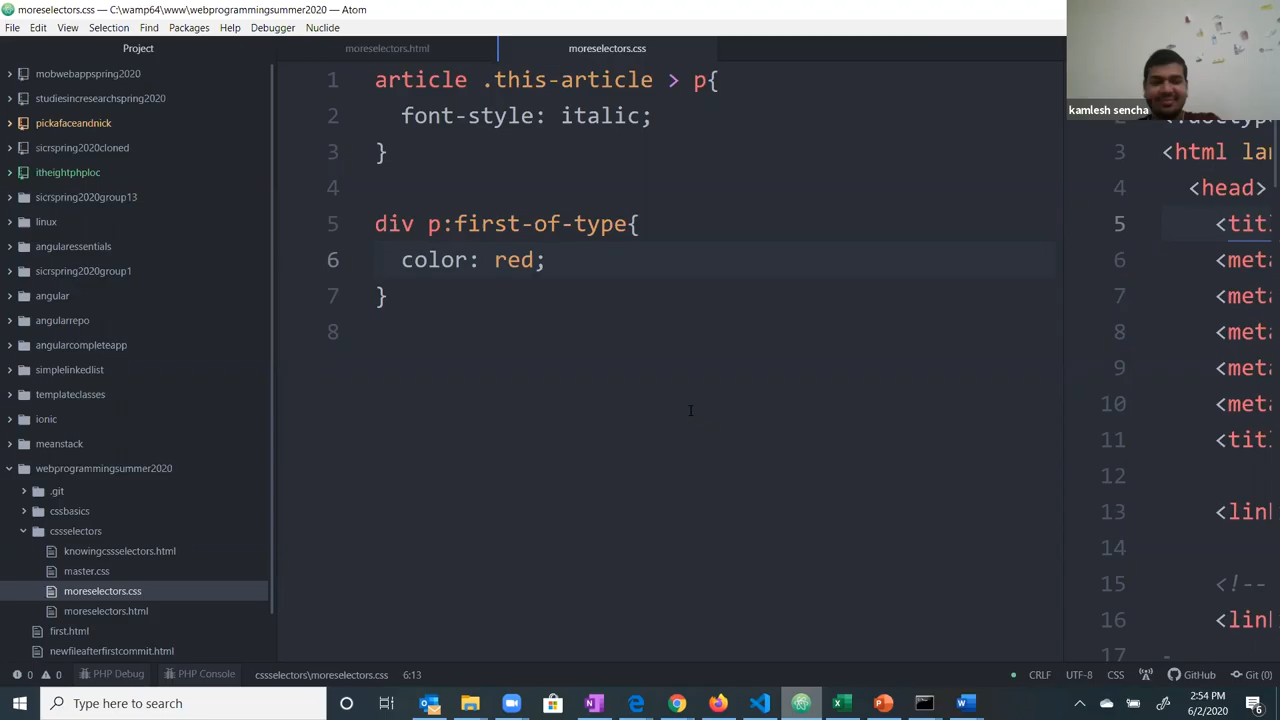 moreselectors.css — C:\wamp64\www\webprogrammingsummer2020 — Atom
File Edit View Selection Find Packages Help Debugger Nuclide
Project
mobwebappspring2020
studiesincresearchspring2020
pickafaceandnick
sicrspring2020cloned
itheightphploc
sicrspring2020group13
linux
angularessentials
sicrspring2020group1
angular
angularrepo
angularcompleteapp
simplelinkedlist
templateclasses
ionic
meanstack
webprogrammingsummer2020
.git
cssbasics
cssselectors
knowingcssselectors.html
master.css
moreselectors.css
moreselectors.html
first.html
newfileafterfirstcommit.html
moreselectors.html moreselectors.css
1 article .this-article > p{
2 font-style: italic;
3 }
4
5 div p:first-of-type{
6 color: red;
7 }
8
kamlesh sencha
3 <html lan
4 <head>
5 <tit
6 <meta
7 <meta
8 <meta
9 <meta
10 <meta
11 <tit
12
13 <lin
14
15 <!--
16 <lin
17
0 0 PHP Debug PHP Console cssselectors\moreselectors.css 6:13 CRLF UTF-8 CSS GitHub Git (0)
Type here to search
2:54 PM
6/2/2020
6